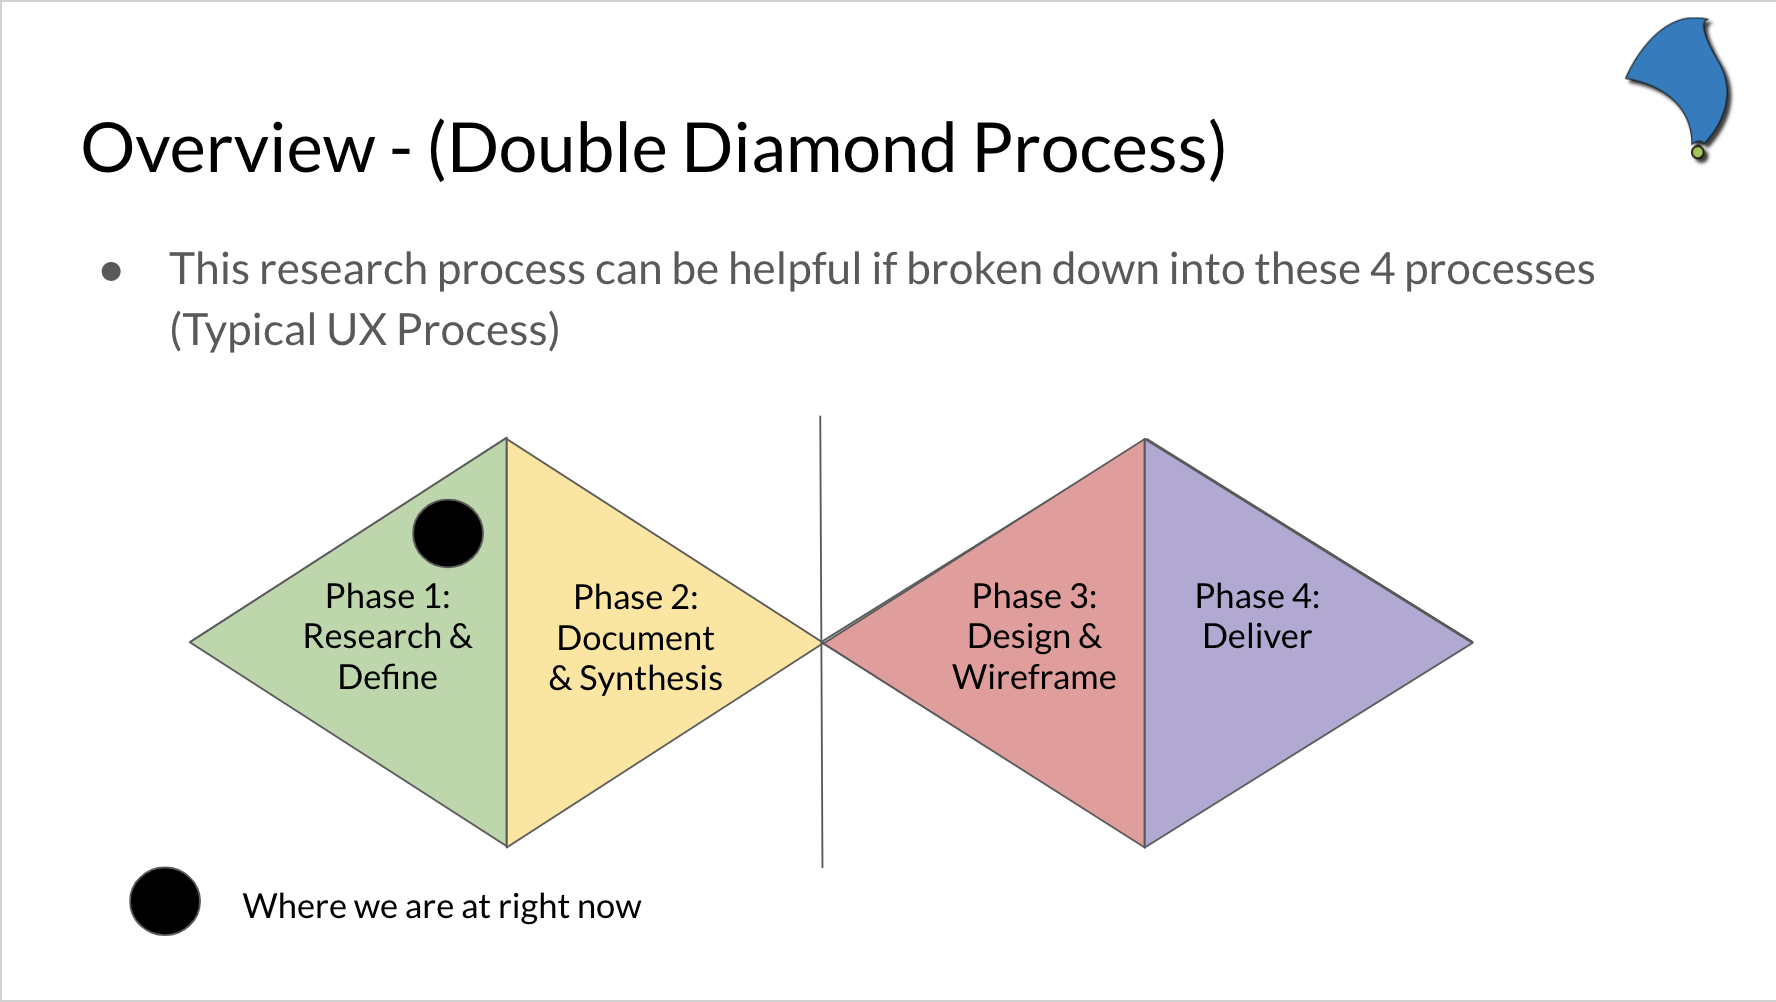 Overview - (Double Diamond Process)
● This research process can be helpful if broken down into these 4 processes
(Typical UX Process)
Phase 1:
Research &
Define
Phase 2:
Document
& Synthesis
Phase 3:
Design &
Wireframe
Phase 4:
Deliver
Where we are at right now